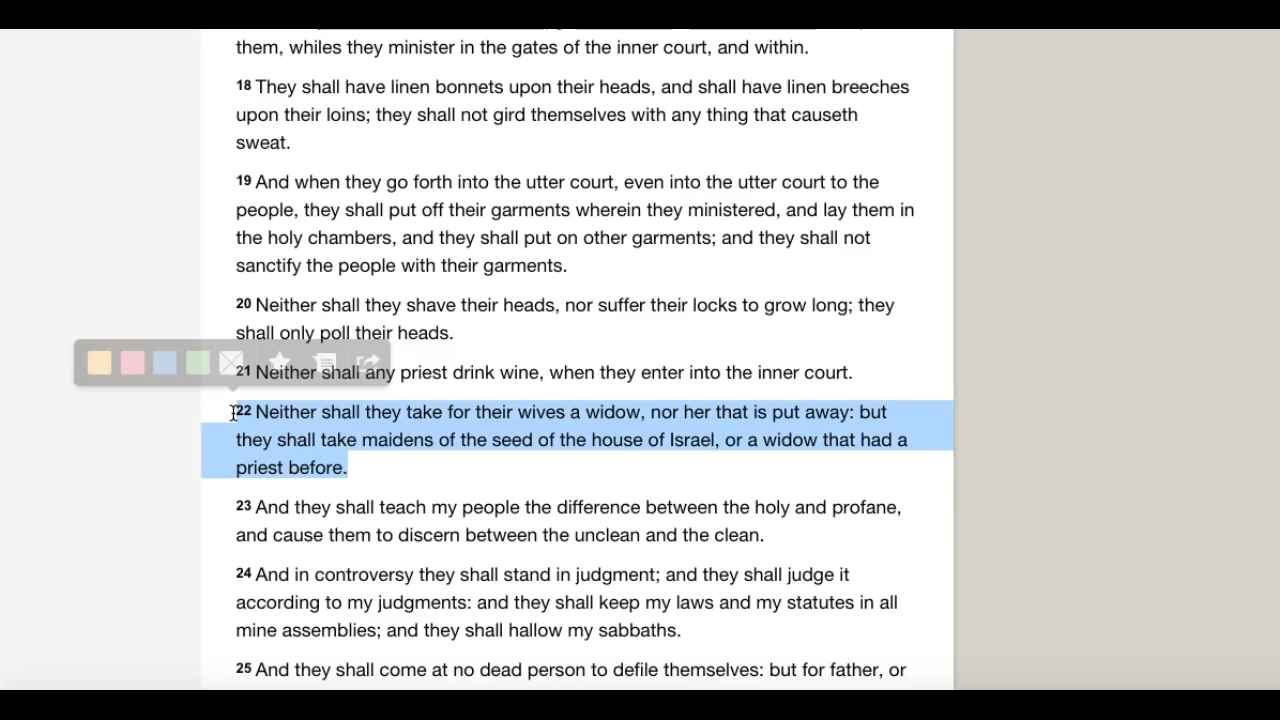 them, whiles they minister in the gates of the inner court, and within.
18 They shall have linen bonnets upon their heads, and shall have linen breeches
upon their loins; they shall not gird themselves with any thing that causeth
sweat.
19 And when they go forth into the utter court, even into the utter court to the
people, they shall put off their garments wherein they ministered, and lay them in
the holy chambers, and they shall put on other garments; and they shall not
sanctify the people with their garments.
20 Neither shall they shave their heads, nor suffer their locks to grow long; they
shall only poll their heads.
21 Neither shall any priest drink wine, when they enter into the inner court.
22 Neither shall they take for their wives a widow, nor her that is put away: but
they shall take maidens of the seed of the house of Israel, or a widow that had a
priest before.
23 And they shall teach my people the difference between the holy and profane,
and cause them to discern between the unclean and the clean.
24 And in controversy they shall stand in judgment; and they shall judge it
according to my judgments: and they shall keep my laws and my statutes in all
mine assemblies; and they shall hallow my sabbaths.
25 And they shall come at no dead person to defile themselves: but for father, or